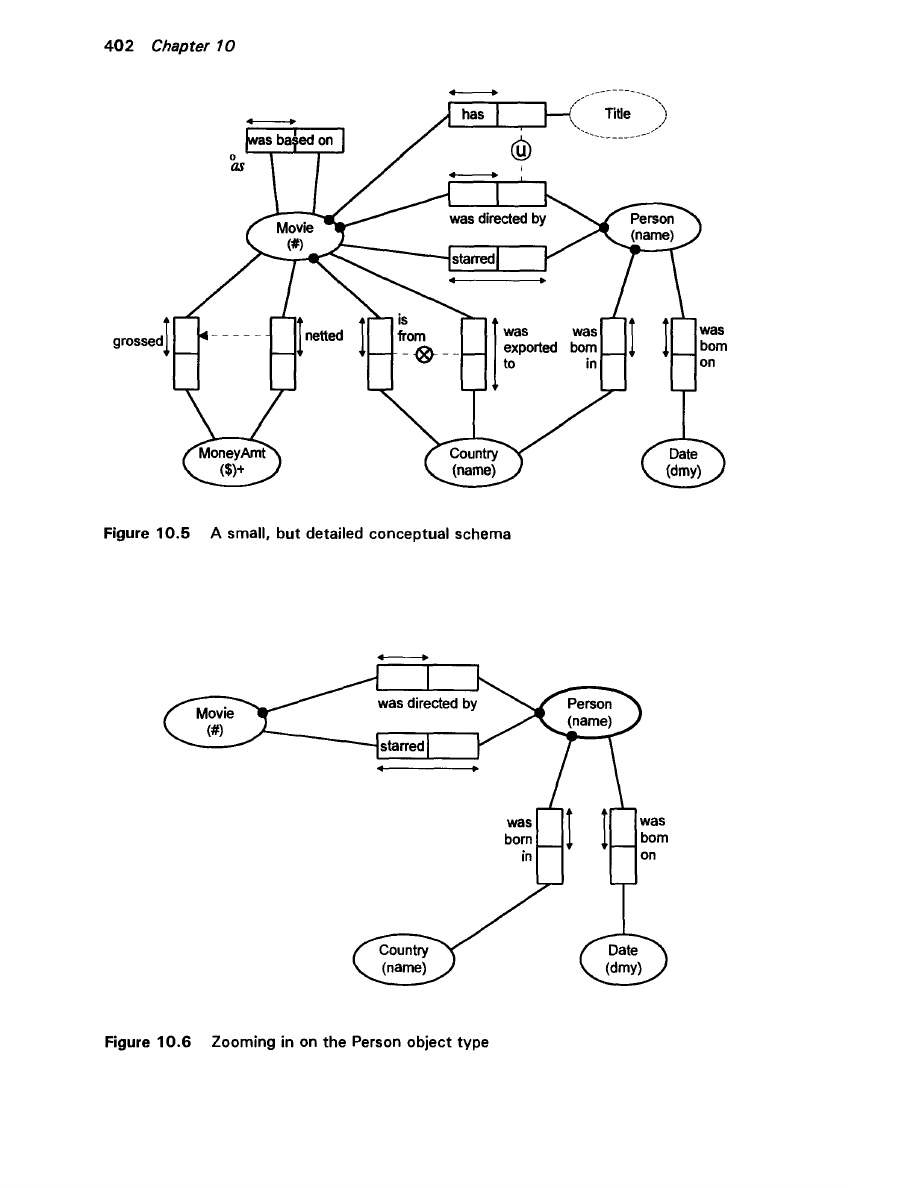 402 Chapter 10
has
Title
was based on
o
as
u
was directed by
Movie
(#)
Person
(name)
starred
grossed
netted
is
from
was
exported
to
was
born
in
was
born
on
MoneyAmt
($)+
Country
(name)
Date
(dmy)
Figure 10.5 A small, but detailed conceptual schema
was directed by
Movie
(#)
Person
(name)
starred
was
born
in
was
born
on
Country
(name)
Date
(dmy)
Figure 10.6 Zooming in on the Person object type